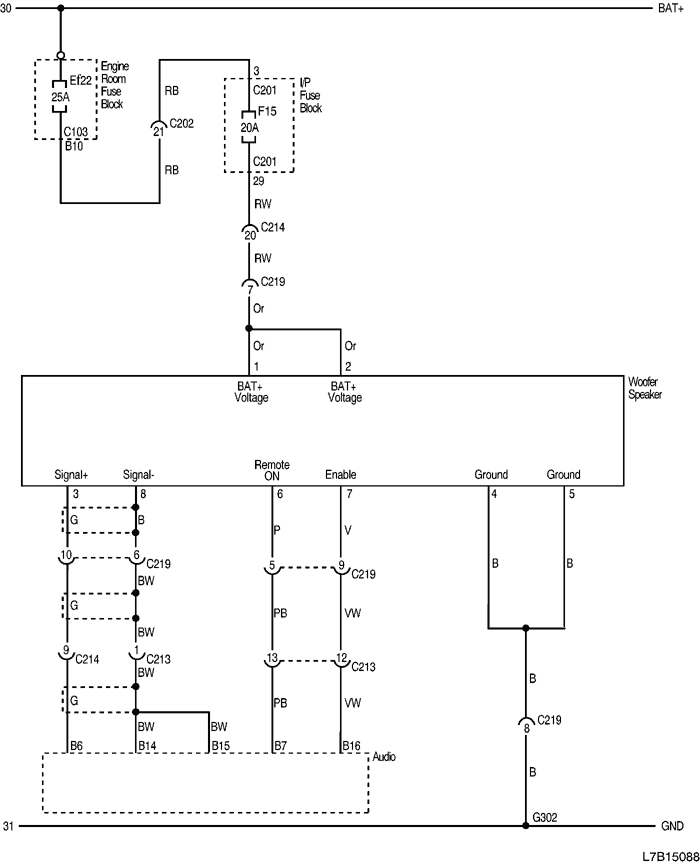 30 BAT+
Engine
Room
Fuse
Block
Ef22
25A
C103
B10
RB
C202
21
RB
3
C201
I/P
Fuse
Block
F15
20A
C201
29
RW
C214
20
RW
C219
7
Or
Or Or
1 2
BAT+ BAT+
Voltage Voltage
Woofer
Speaker
Signal+ Signal- Remote
ON Enable Ground Ground
3 8 6 7 4 5
G B P V
10 6 C219 5 9 C219
BW B B
G PB VW
BW
9 C214 1 C213 13 12 C213
BW B
G PB VW
C219
8
BW BW
B6 B14 B15 B7 B16
Audio
B
G302
31 GND
L7B15088